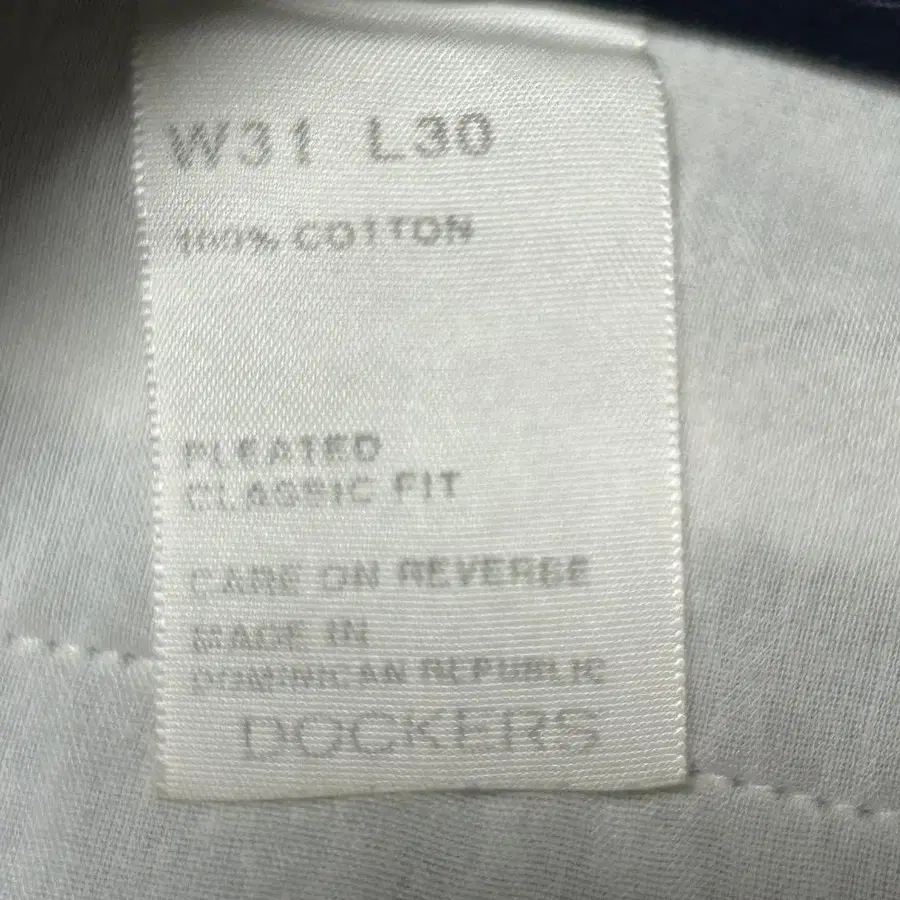 W31 L30
100% COTTON
PLEATED
CLASSIC FIT
CARE ON REVERSE
MADE IN
DOMINICAN REPUBLIC
DOCKERS